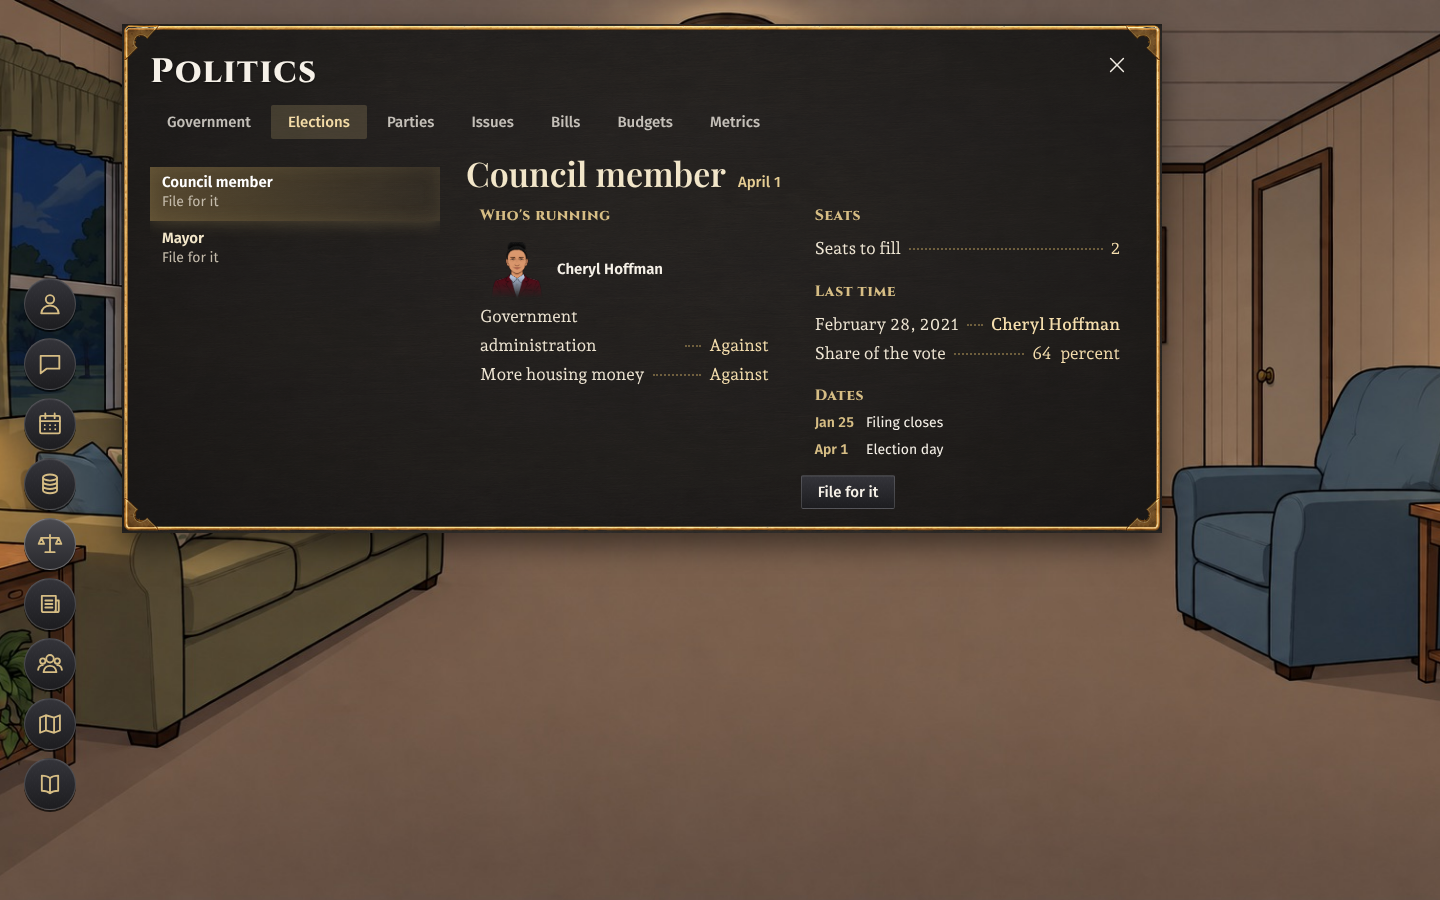 Politics
Government Elections Parties Issues Bills Budgets Metrics
Council member
File for it
Mayor
File for it
Council member April 1
Who's running
Cheryl Hoffman
Government
administration Against
More housing money Against
Seats
Seats to fill 2
Last time
February 28, 2021 Cheryl Hoffman
Share of the vote 64 percent
Dates
Jan 25 Filing closes
Apr 1 Election day
File for it